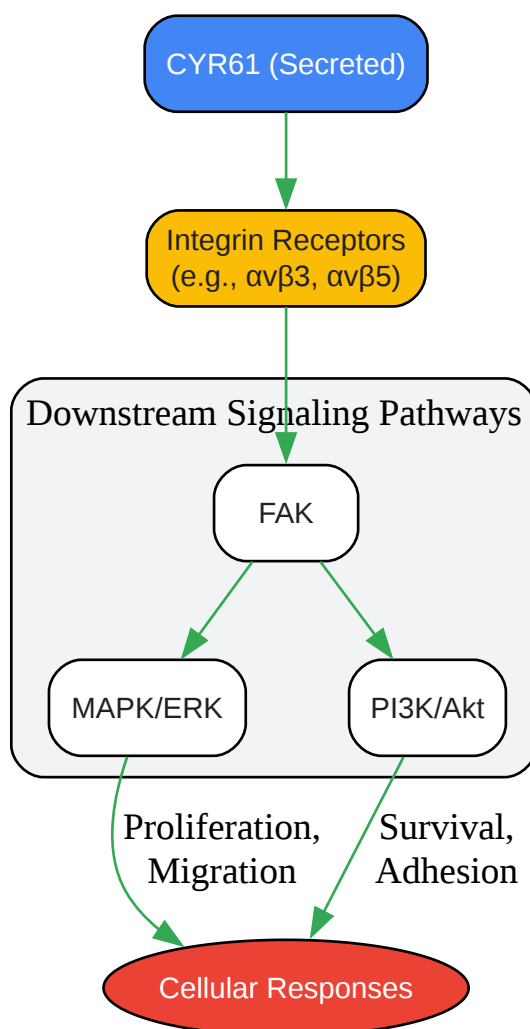 CYR61 (Secreted)
Integrin Receptors
(e.g., αvβ3, αvβ5)
Downstream Signaling Pathways
FAK
MAPK/ERK
PI3K/Akt
Proliferation,
Migration
Survival,
Adhesion
Cellular Responses